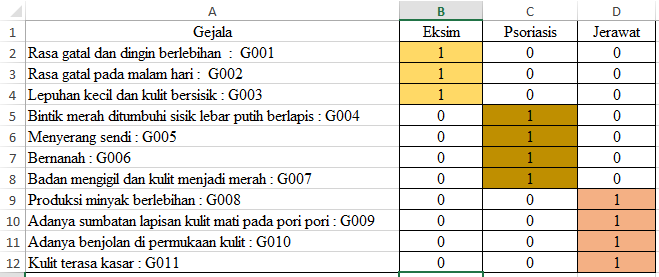 A B C D
1 Gejala Eksim Psoriasis Jerawat
2 Rasa gatal dan dingin berlebihan : G001 1 0 0
3 Rasa gatal pada malam hari : G002 1 0 0
4 Lepuhan kecil dan kulit bersisik : G003 1 0 0
5 Bintik merah ditumbuhi sisik lebar putih berlapis : G004 0 1 0
6 Menyerang sendi : G005 0 1 0
7 Bernanah : G006 0 1 0
8 Badan mengigil dan kulit menjadi merah : G007 0 1 0
9 Produksi minyak berlebihan : G008 0 0 1
10 Adanya sumbatan lapisan kulit mati pada pori pori : G009 0 0 1
11 Adanya benjolan di permukaan kulit : G010 0 0 1
12 Kulit terasa kasar : G011 0 0 1